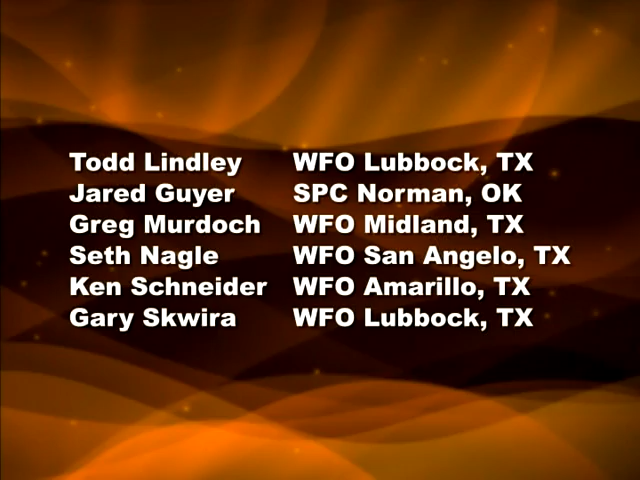 Todd Lindley WFO Lubbock, TX
Jared Guyer SPC Norman, OK
Greg Murdoch WFO Midland, TX
Seth Nagle WFO San Angelo, TX
Ken Schneider WFO Amarillo, TX
Gary Skwira WFO Lubbock, TX